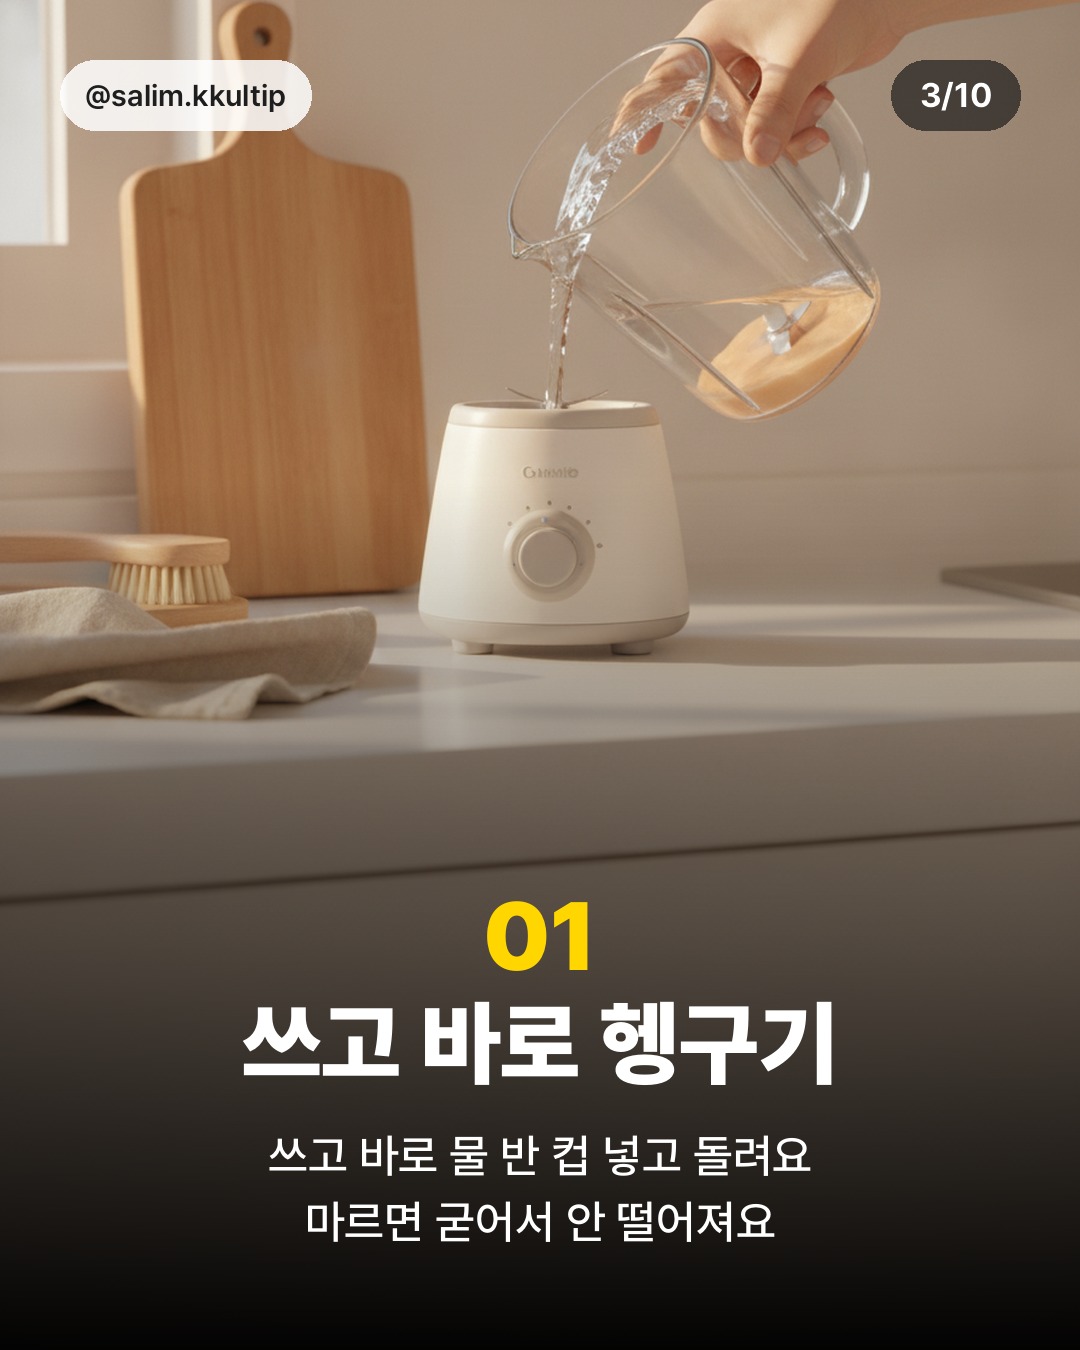 @salim.kkultip
3/10
01
쓰고 바로 헹구기
쓰고 바로 물 반 컵 넣고 돌려요
마르면 굳어서 안 떨어져요